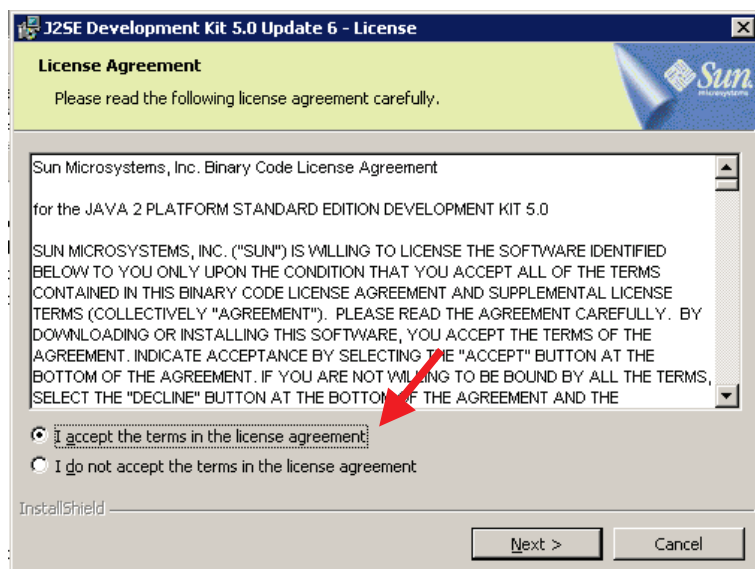 J2SE Development Kit 5.0 Update 6 - License
License Agreement
Please read the following license agreement carefully.
Sun
microsystems
Sun Microsystems, Inc. Binary Code License Agreement
for the JAVA 2 PLATFORM STANDARD EDITION DEVELOPMENT KIT 5.0
SUN MICROSYSTEMS, INC. ("SUN") IS WILLING TO LICENSE THE SOFTWARE IDENTIFIED
BELOW TO YOU ONLY UPON THE CONDITION THAT YOU ACCEPT ALL OF THE TERMS
CONTAINED IN THIS BINARY CODE LICENSE AGREEMENT AND SUPPLEMENTAL LICENSE
TERMS (COLLECTIVELY "AGREEMENT"). PLEASE READ THE AGREEMENT CAREFULLY. BY
DOWNLOADING OR INSTALLING THIS SOFTWARE, YOU ACCEPT THE TERMS OF THE
AGREEMENT. INDICATE ACCEPTANCE BY SELECTING THE "ACCEPT" BUTTON AT THE
BOTTOM OF THE AGREEMENT. IF YOU ARE NOT WILLING TO BE BOUND BY ALL THE TERMS,
SELECT THE "DECLINE" BUTTON AT THE BOTTOM OF THE AGREEMENT AND THE
I accept the terms in the license agreement
I do not accept the terms in the license agreement
InstallShield
Next >
Cancel